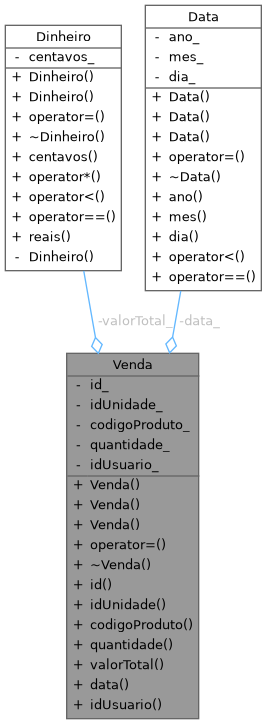 Dinheiro
- centavos_
+ Dinheiro()
+ Dinheiro()
+ operator=()
+ ~Dinheiro()
+ centavos()
+ operator*()
+ operator<()
+ operator==()
+ reais()
- Dinheiro()
Data
- ano_
- mes_
- dia_
+ Data()
+ Data()
+ Data()
+ operator=()
+ ~Data()
+ ano()
+ mes()
+ dia()
+ operator<()
+ operator==()
-valorTotal_
-data_
Venda
- id_
- idUnidade_
- codigoProduto_
- quantidade_
- idUsuario_
+ Venda()
+ Venda()
+ Venda()
+ operator=()
+ ~Venda()
+ id()
+ idUnidade()
+ codigoProduto()
+ quantidade()
+ valorTotal()
+ data()
+ idUsuario()